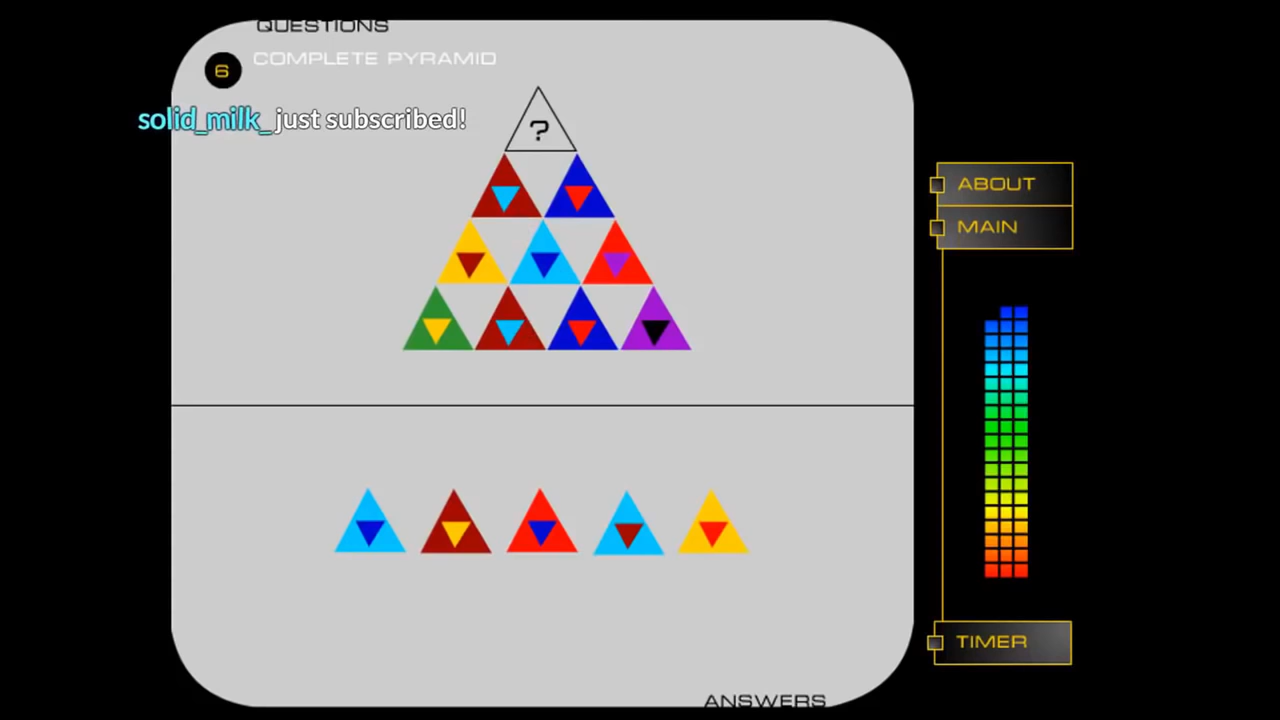 QUESTIONS
6
COMPLETE PYRAMID
solid_milk_ just subscribed!
?
ABOUT
MAIN
TIMER
ANSWERS